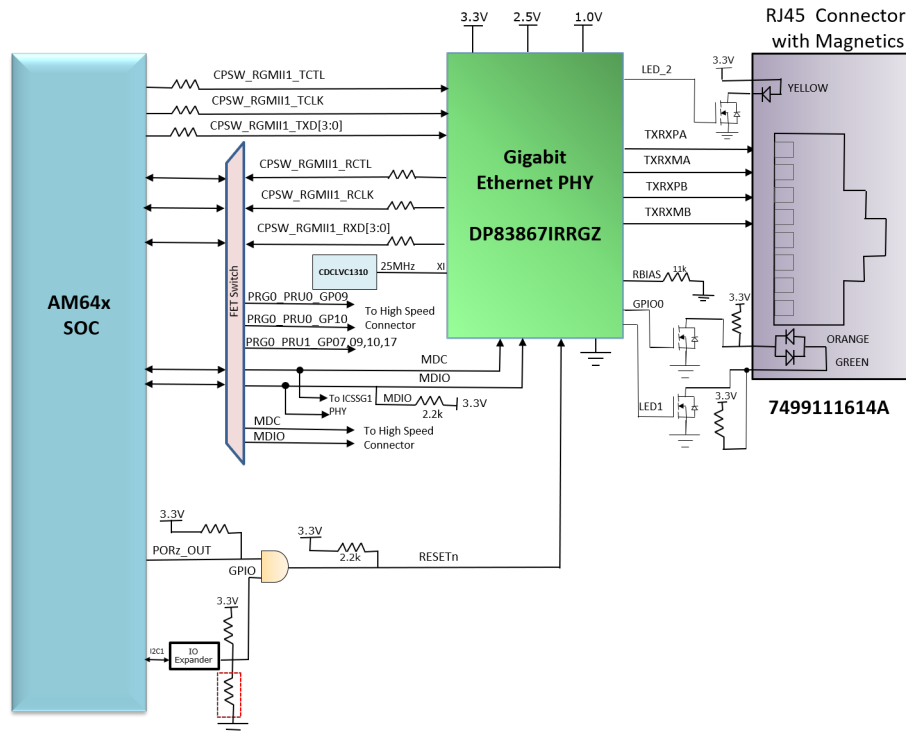 3.3V
2.5V
1.0V
RJ45 Connector
with Magnetics
CPSW_RGMII1_TCTL
CPSW_RGMII1_TCLK
CPSW_RGMII1_TXD[3:0]
CPSW_RGMII1_RCTL
CPSW_RGMII1_RCLK
CPSW_RGMII1_RXD[3:0]
AM64x
SOC
FET Switch
CDCLVC1310
25MHz
XI
Gigabit
Ethernet PHY
DP83867IRRGZ
LED_2
3.3V
YELLOW
TXRXPA
TXRXMA
TXRXPB
TXRXMB
RBIAS
11k
GPIO0
3.3V
ORANGE
GREEN
LED1
3.3V
7499111614A
PRG0_PRU0_GP09
PRG0_PRU0_GP10
PRG0_PRU1_GP07,09,10,17
To High Speed
Connector
MDC
MDIO
To ICSSG1
PHY
MDIO
2.2k
3.3V
MDC
MDIO
To High Speed
Connector
3.3V
PORz_OUT
GPIO
3.3V
2.2k
RESETn
3.3V
I2C1
IO
Expander